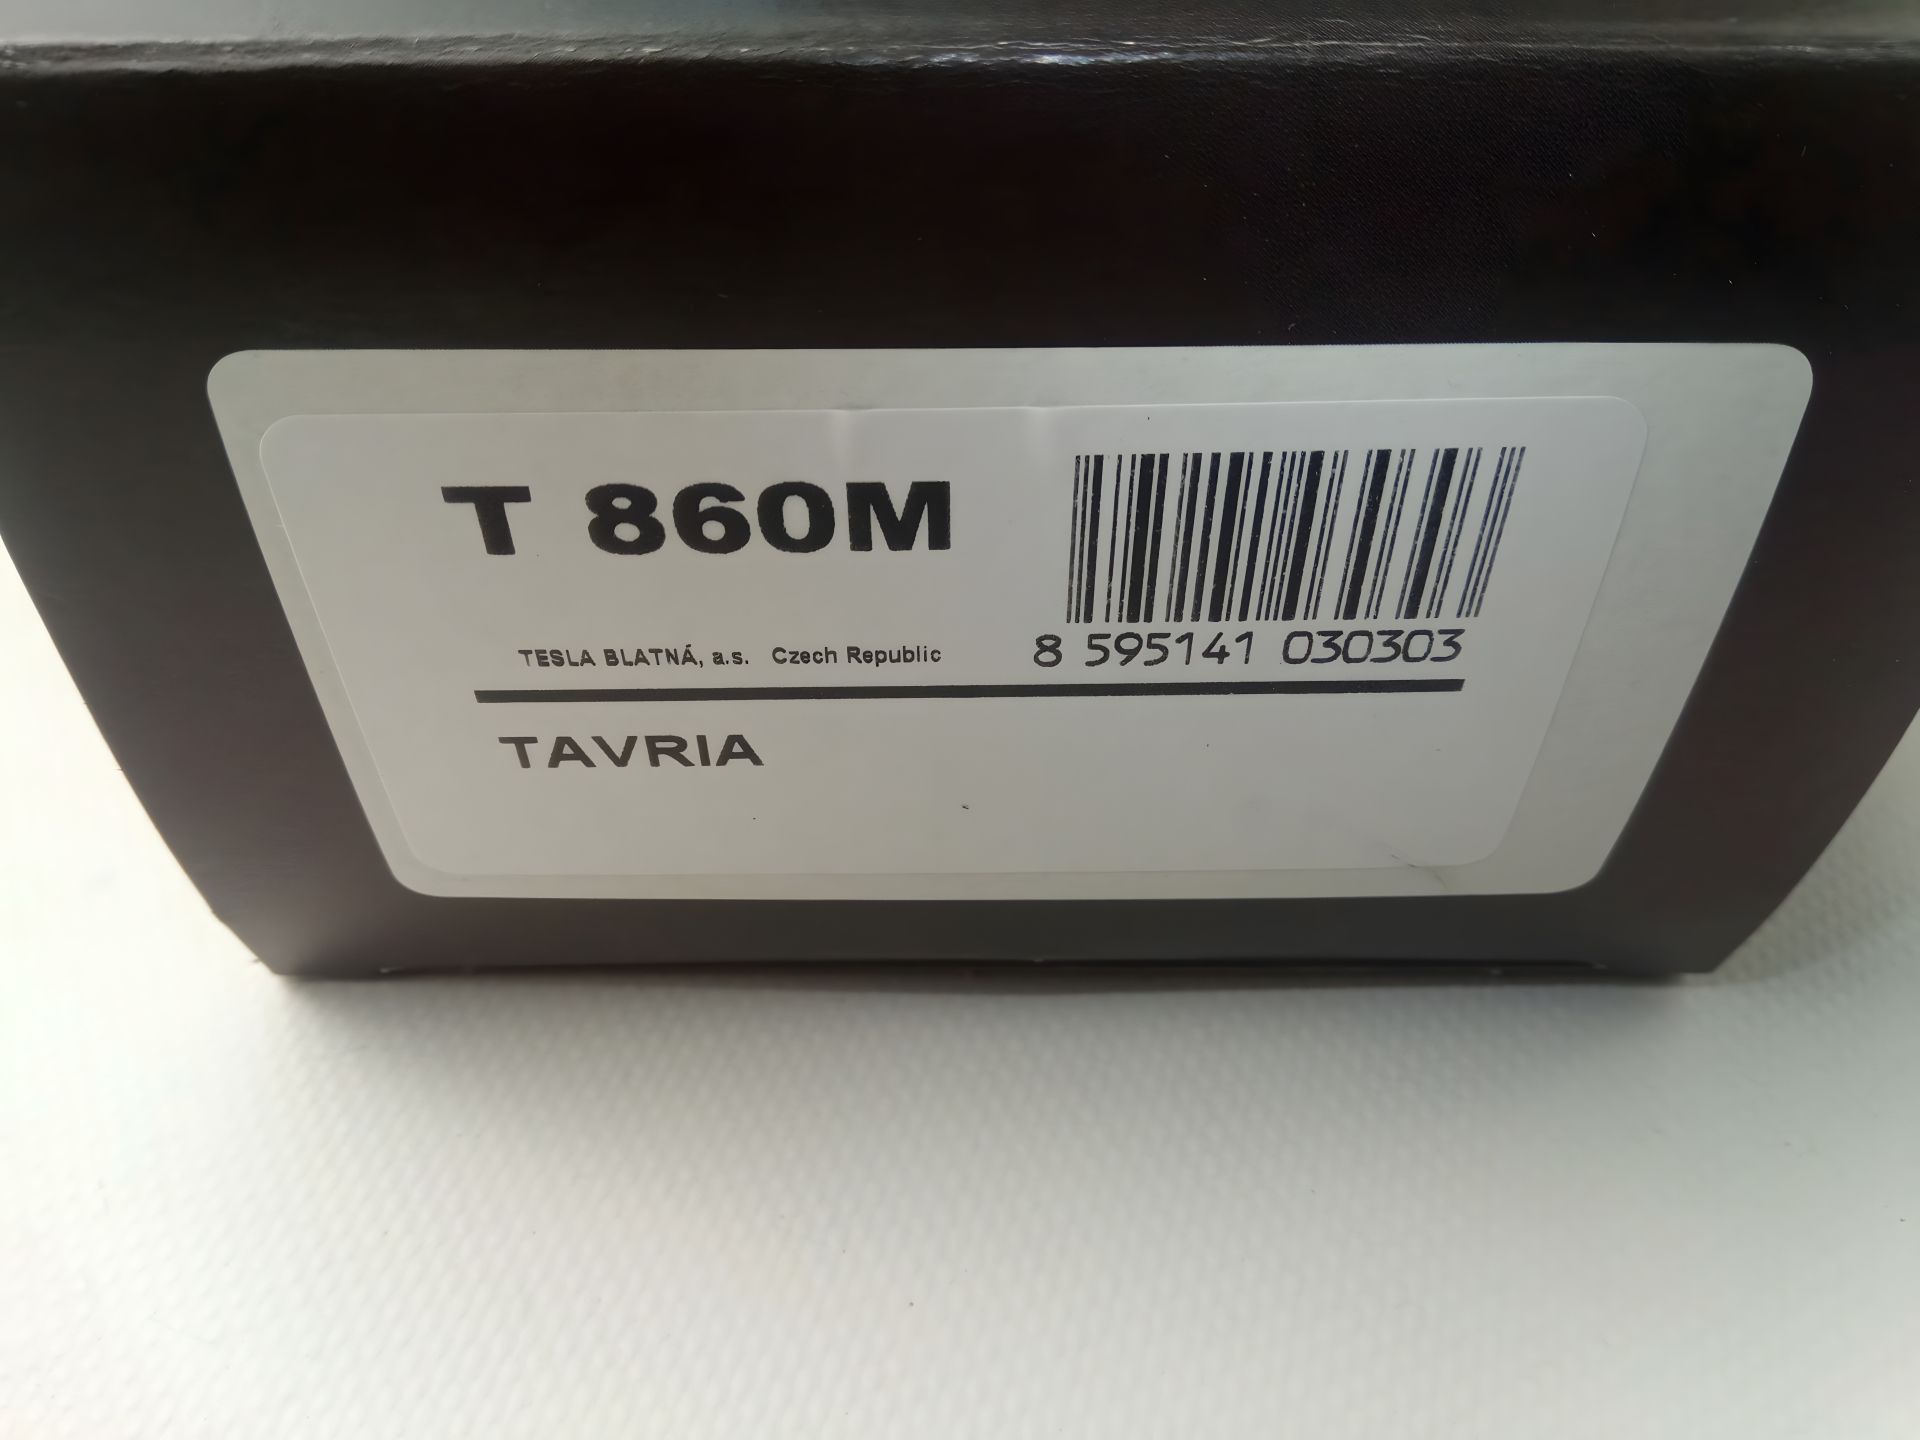 T 860M
TESLA BLATNÁ, a.s. Czech Republic
8 595141 030303
TAVRIA